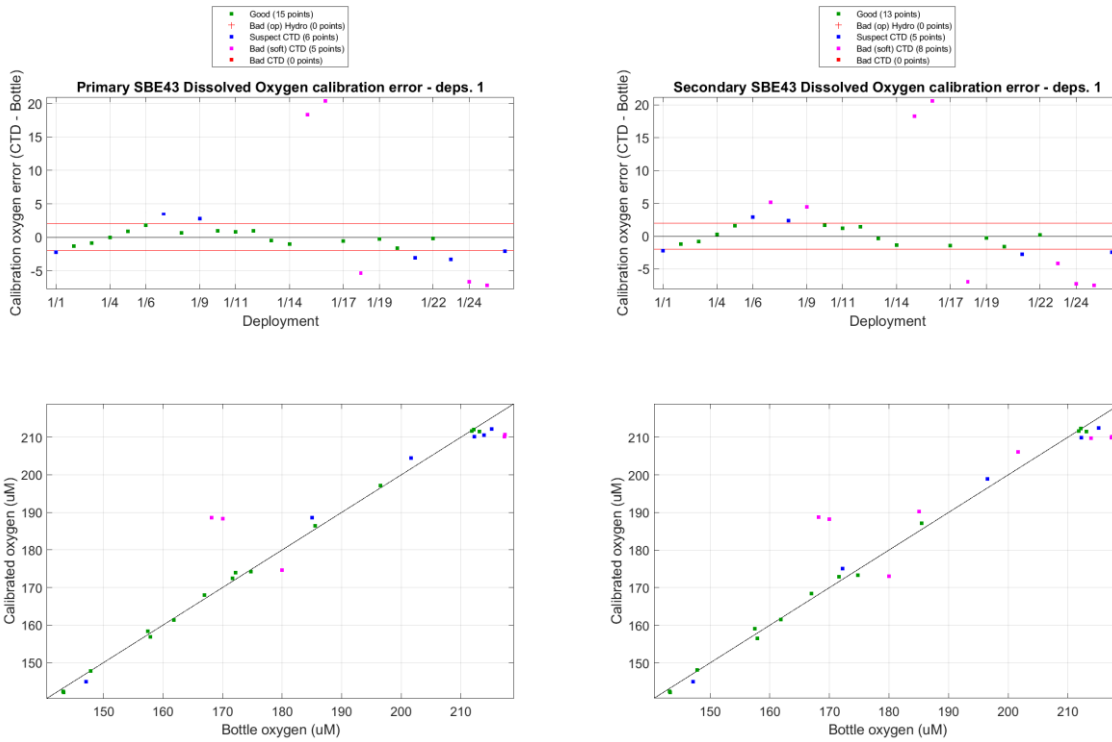 Good (15 points)
Bad (op) Hydro (0 points)
Suspect CTD (6 points)
Bad (soft) CTD (5 points)
Bad CTD (0 points)
Primary SBE43 Dissolved Oxygen calibration error - deps. 1
Calibration oxygen error (CTD - Bottle)
20
15
10
5
0
-5
1/1 1/4 1/6 1/9 1/11 1/14 1/17 1/19 1/22 1/24
Deployment
Good (13 points)
Bad (op) Hydro (0 points)
Suspect CTD (5 points)
Bad (soft) CTD (8 points)
Bad CTD (0 points)
Secondary SBE43 Dissolved Oxygen calibration error - deps. 1
Calibration oxygen error (CTD - Bottle)
20
15
10
5
0
-5
1/1 1/4 1/6 1/9 1/11 1/14 1/17 1/19 1/22 1/24
Deployment
Calibrated oxygen (uM)
210
200
190
180
170
160
150
150 160 170 180 190 200 210
Bottle oxygen (uM)
Calibrated oxygen (uM)
210
200
190
180
170
160
150
150 160 170 180 190 200 210
Bottle oxygen (uM)